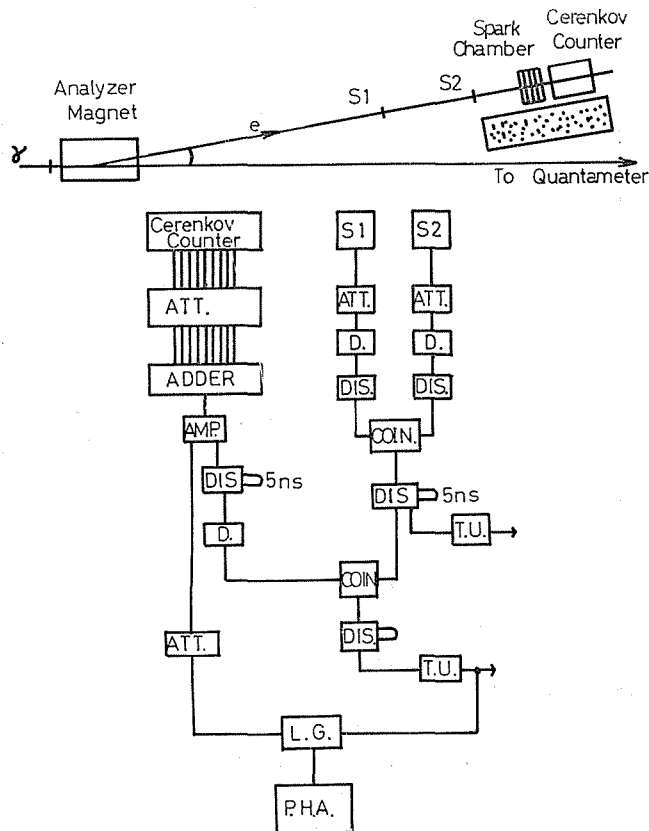 Spark Chamber
Cerenkov Counter
Analyzer Magnet
S1
S2
e
γ
To Quantameter
Cerenkov Counter
S1
S2
ATT.
ATT.
ATT.
D.
D.
ADDER
DIS.
DIS.
AMP.
COIN.
DIS
5ns
DIS
5ns
D.
T.U.
COIN
DIS.
ATT.
T.U.
L.G.
P.H.A.